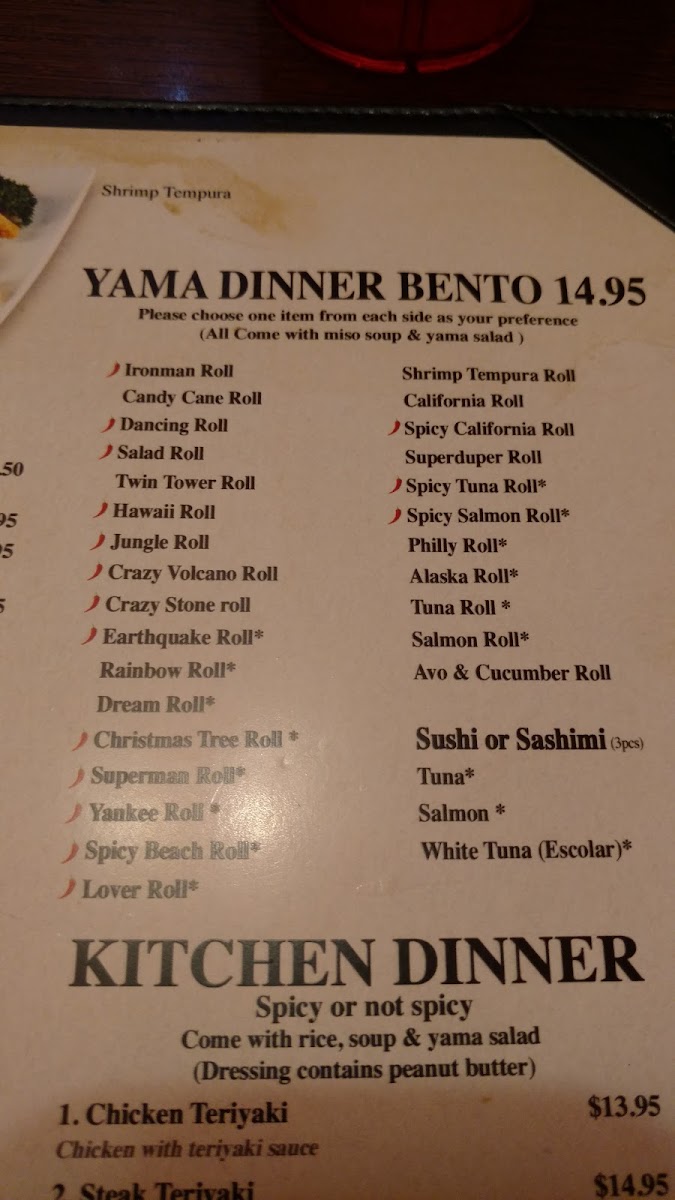 Shrimp Tempura
YAMA DINNER BENTO 14.95
Please choose one item from each side as your preference
(All Come with miso soup & yama salad )
Ironman Roll
Candy Cane Roll
Dancing Roll
Salad Roll
Twin Tower Roll
Hawaii Roll
Jungle Roll
Crazy Volcano Roll
Crazy Stone roll
Earthquake Roll*
Rainbow Roll*
Dream Roll*
Christmas Tree Roll *
Superman Roll*
Yankee Roll *
Spicy Beach Roll*
Lover Roll*
Shrimp Tempura Roll
California Roll
Spicy California Roll
Superduper Roll
Spicy Tuna Roll*
Spicy Salmon Roll*
Philly Roll*
Alaska Roll*
Tuna Roll *
Salmon Roll*
Avo & Cucumber Roll
Sushi or Sashimi (3pcs)
Tuna*
Salmon *
White Tuna (Escolar)*
.50
95
5
5
KITCHEN DINNER
Spicy or not spicy
Come with rice, soup & yama salad
(Dressing contains peanut butter)
1. Chicken Teriyaki $13.95
Chicken with teriyaki sauce
2. Steak Teriyaki $14.95